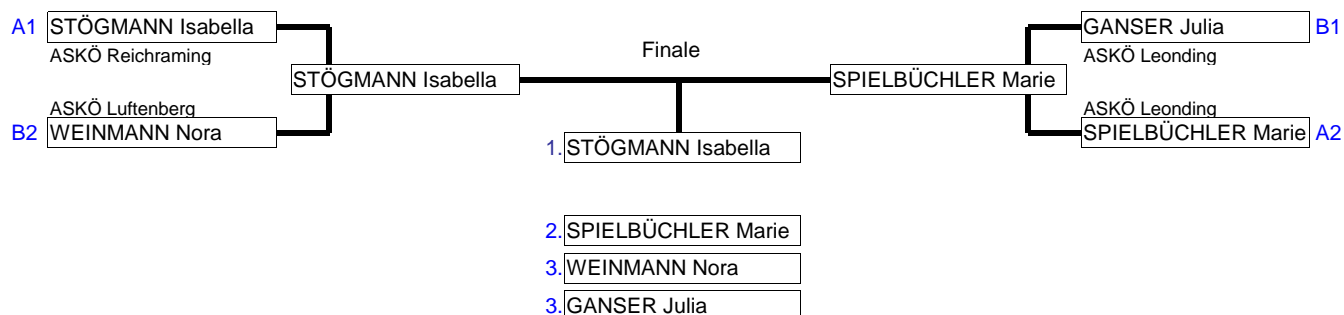 A1 STÖGMANN Isabella
ASKÖ Reichraming
GANSER Julia B1
ASKÖ Leonding
Finale
STÖGMANN Isabella
SPIELBÜCHLER Marie
ASKÖ Luftenberg
B2 WEINMANN Nora
ASKÖ Leonding
SPIELBÜCHLER Marie A2
1. STÖGMANN Isabella
2. SPIELBÜCHLER Marie
3. WEINMANN Nora
3. GANSER Julia